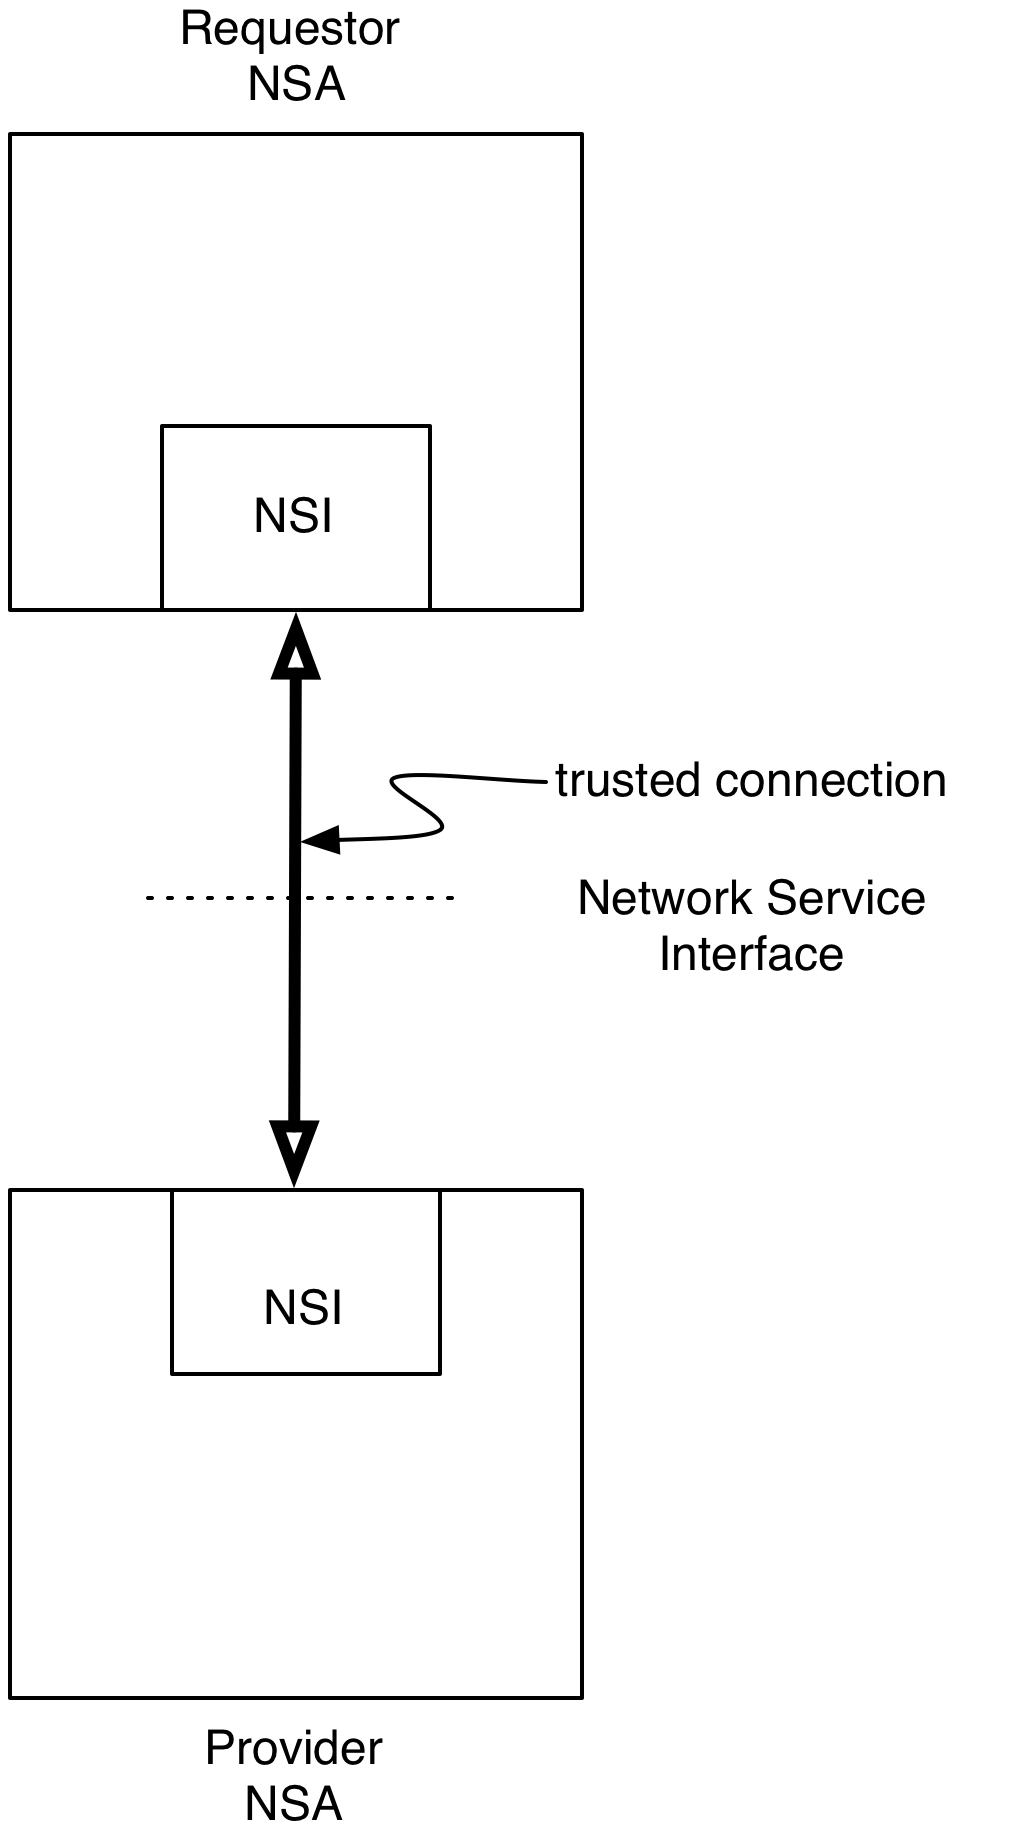 Requestor
NSA
NSI
trusted connection
Network Service
Interface
NSI
Provider
NSA